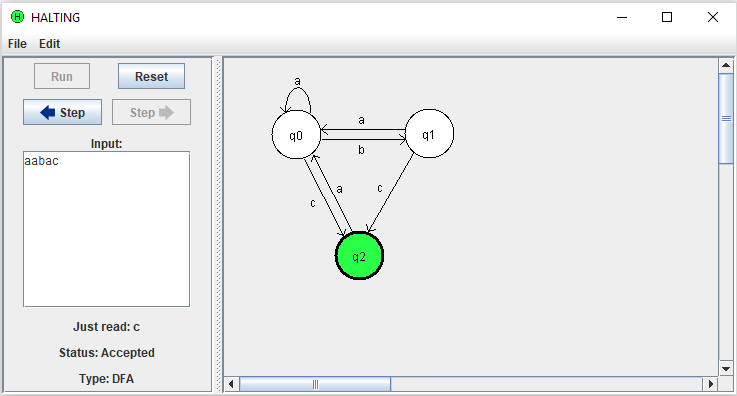 HALTING
File Edit
Run Reset
Step Step
Input:
aabac
Just read: c
Status: Accepted
Type: DFA
a
q0
a
b
q1
c
a
c
q2